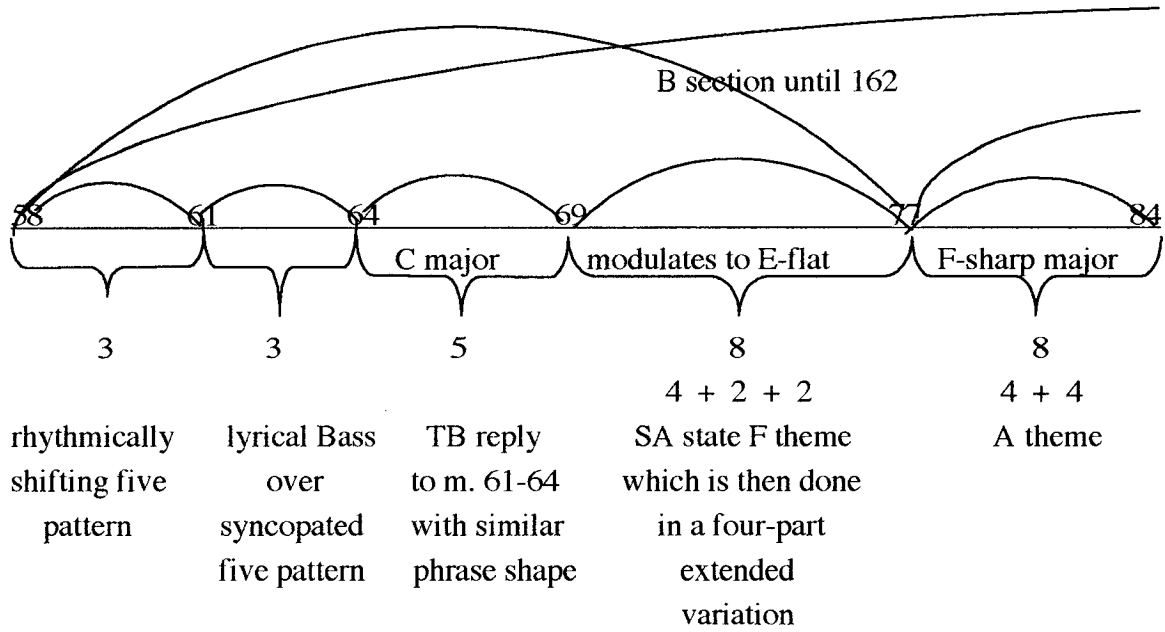 B section until 162
58 61 64 69 77 84
C major modulates to E-flat F-sharp major
3 3 5 8 8
4 + 2 + 2 4 + 4
rhythmically lyrical Bass TB reply SA state F theme A theme
shifting five over to m. 61-64 which is then done
pattern syncopated with similar in a four-part
five pattern phrase shape extended
variation